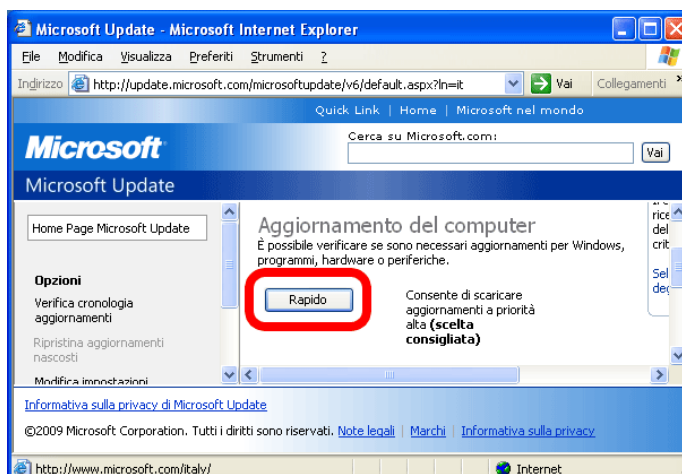 Microsoft Update - Microsoft Internet Explorer
File Modifica Visualizza Preferiti Strumenti ?
Indirizzo http://update.microsoft.com/microsoftupdate/v6/default.aspx?ln=it Vai Collegamenti »
Quick Link | Home | Microsoft nel mondo
Microsoft
Cerca su Microsoft.com:
Vai
Microsoft Update
Home Page Microsoft Update
Opzioni
Verifica cronologia
aggiornamenti
Ripristina aggiornamenti
nascosti
Modifica impostazioni
Aggiornamento del computer
È possibile verificare se sono necessari aggiornamenti per Windows,
programmi, hardware o periferiche.
Rapido
Consente di scaricare
aggiornamenti a priorità
alta (scelta
consigliata)
rice
del
crit
Sel
Informativa sulla privacy di Microsoft Update
©2009 Microsoft Corporation. Tutti i diritti sono riservati. Note legali | Marchi | Informativa sulla privacy
http://www.microsoft.com/italy/
Internet